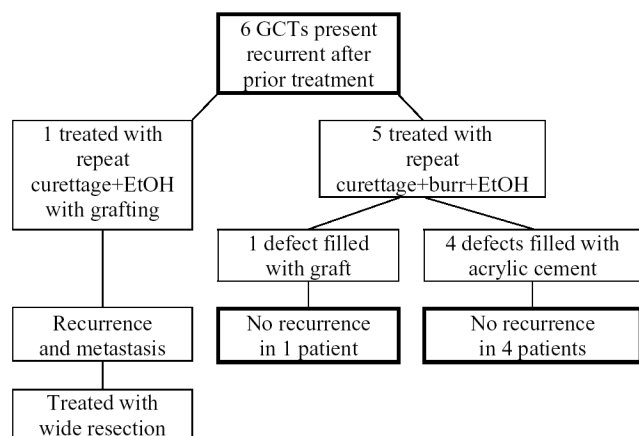 6 GCTs present
recurrent after
prior treatment
1 treated with
repeat
curettage+EtOH
with grafting
5 treated with
repeat
curettage+burr+EtOH
1 defect filled
with graft
4 defects filled with
acrylic cement
Recurrence
and metastasis
No recurrence
in 1 patient
No recurrence
in 4 patients
Treated with
wide resection